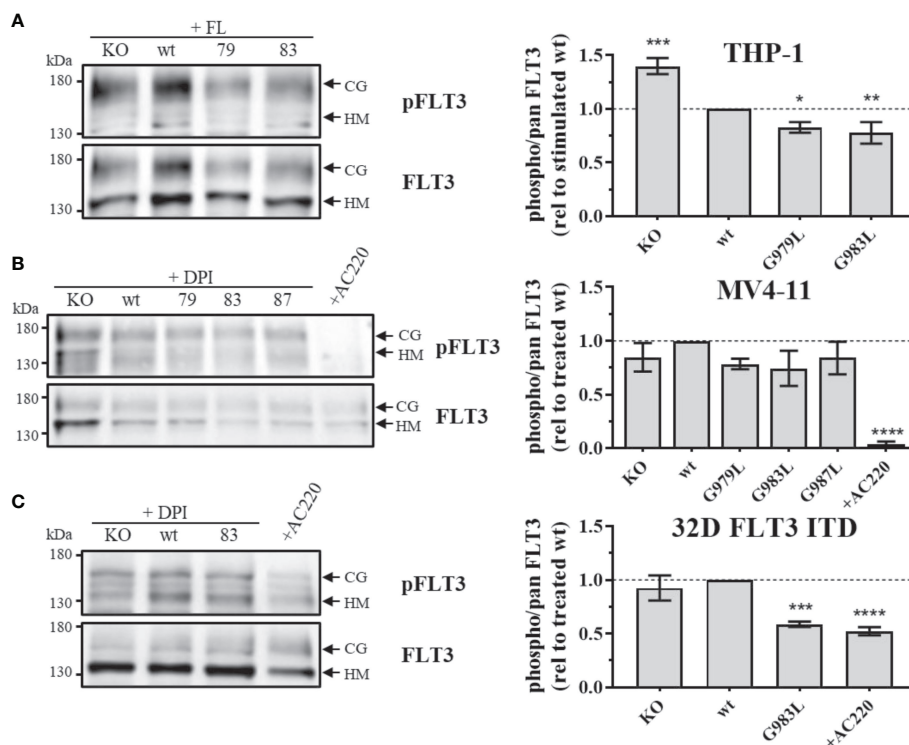 A
+ FL
KO wt 79 83
kDa
180
130
CG
HM
pFLT3
180
130
CG
HM
FLT3
THP-1
phospho/pan FLT3
(rel to stimulated wt)
1.5
1.0
0.5
0.0
***
*
**
KO wt G979L G983L
B
+ DPI
+AC220
KO wt 79 83 87
kDa
180
130
CG
HM
pFLT3
180
130
CG
HM
FLT3
MV4-11
phospho/pan FLT3
(rel to treated wt)
1.5
1.0
0.5
0.0
****
KO wt G979L G983L G987L +AC220
C
+ DPI
+AC220
KO wt 83
kDa
180
130
CG
HM
pFLT3
180
130
CG
HM
FLT3
32D FLT3 ITD
phospho/pan FLT3
(rel to treated wt)
1.5
1.0
0.5
0.0
***
****
KO wt G983L +AC220